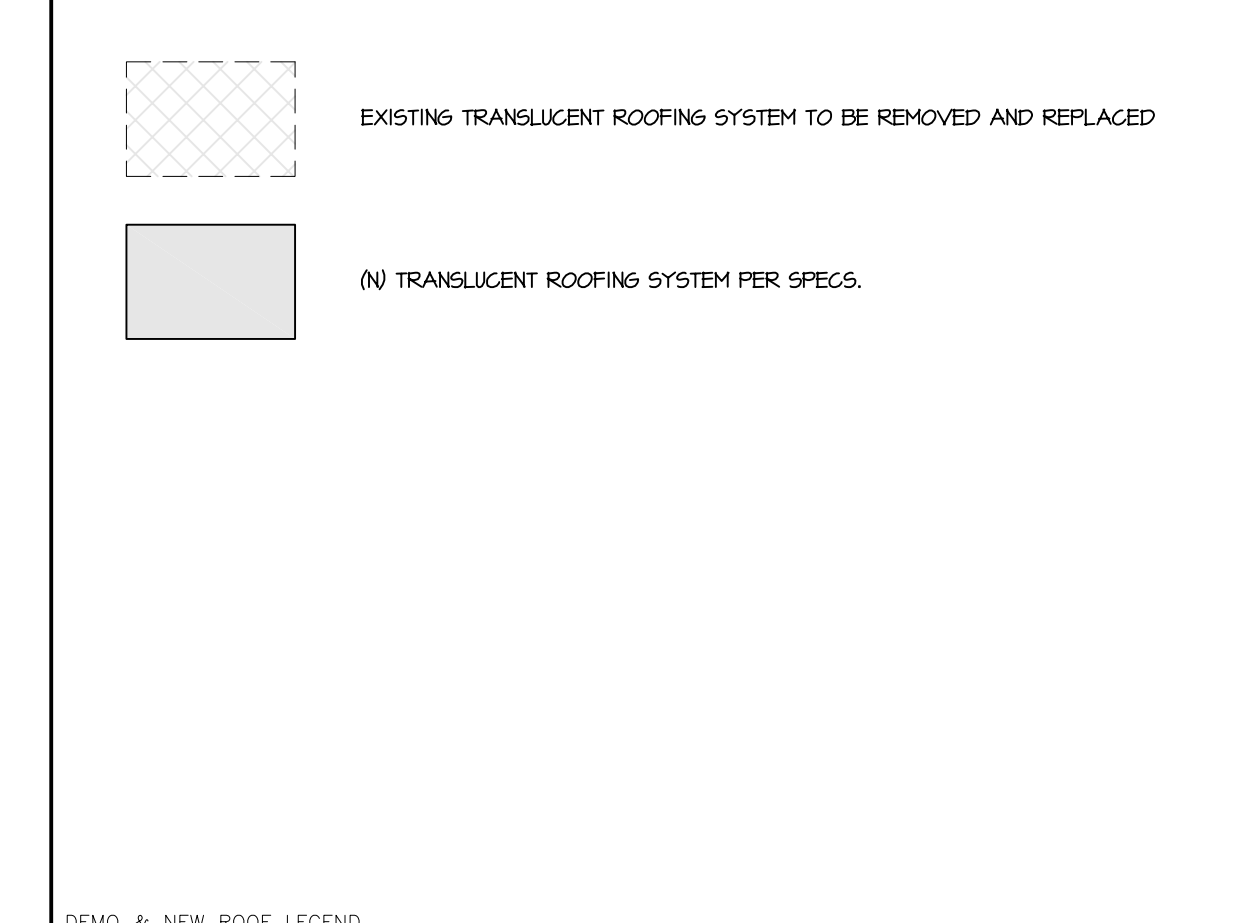 EXISTING TRANSLUCENT ROOFING SYSTEM TO BE REMOVED AND REPLACED
(N) TRANSLUCENT ROOFING SYSTEM PER SPECS.
DEMO & NEW ROOF LEGEND